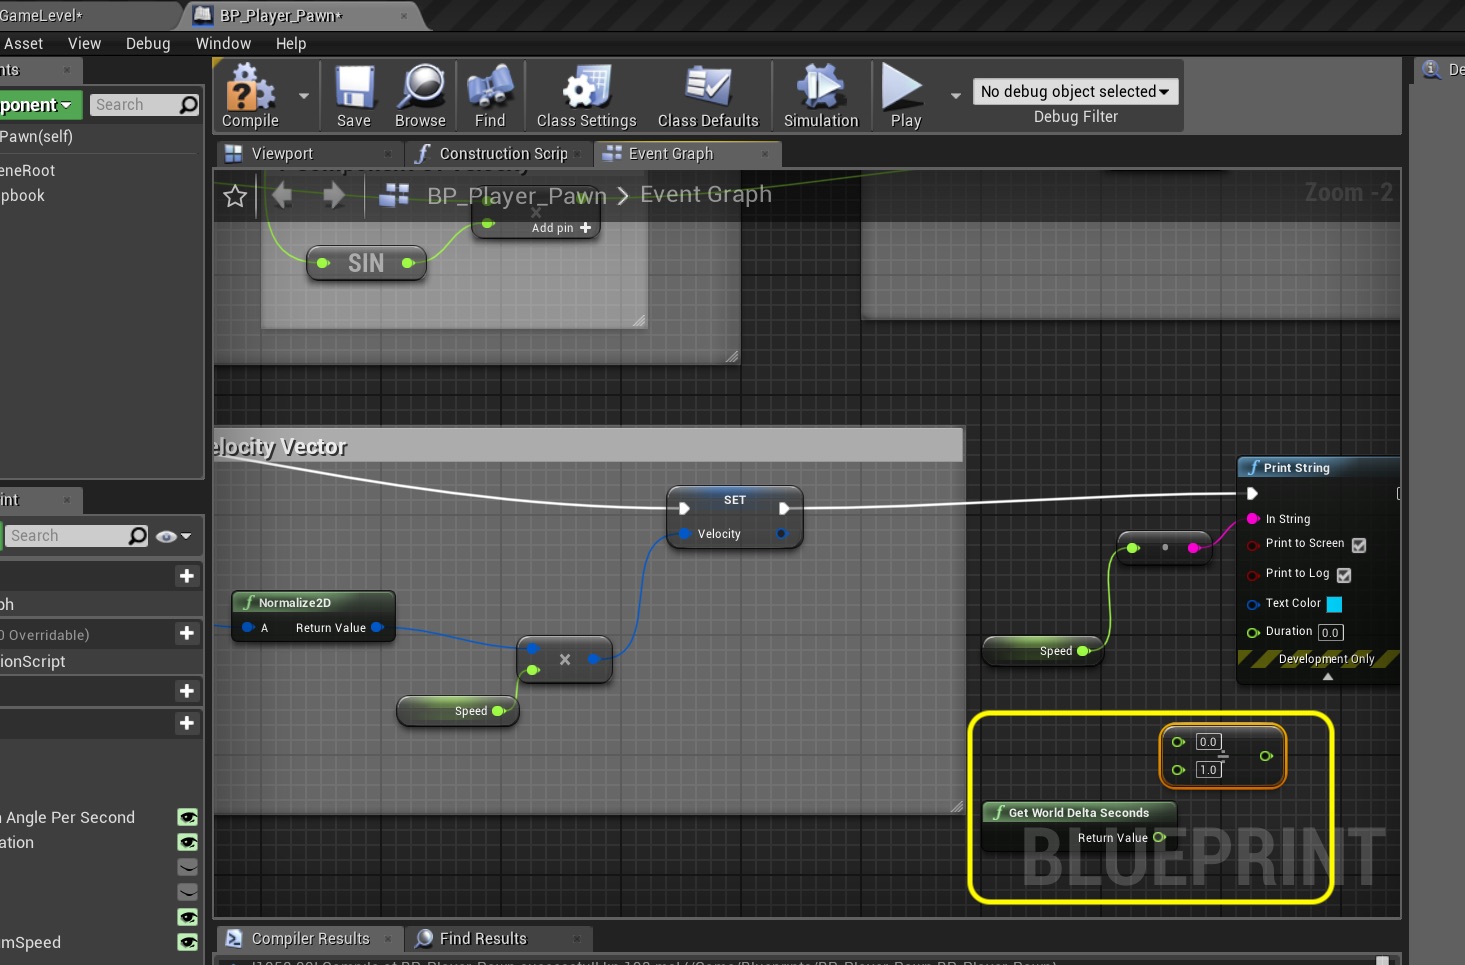 GameLevel*
BP_Player_Pawn*
Asset
View
Debug
Window
Help
nts
ponent
Search
Pawn(self)
eneRoot
pbook
Compile
Save
Browse
Find
Class Settings
Class Defaults
Simulation
Play
No debug object selected
Debug Filter
De
Viewport
Construction Scrip
Event Graph
BP_Player_Pawn
Event Graph
Zoom -2
Add pin
SIN
elocity Vector
SET
Velocity
Print String
In String
Print to Screen
Print to Log
Text Color
Duration 0.0
Development Only
Normalize2D
A
Return Value
Speed
Speed
0.0
1.0
Get World Delta Seconds
Return Value
BLUEPRINT
int
Search
ph
0 Overridable)
ionScript
Angle Per Second
ation
mSpeed
Compiler Results
Find Results